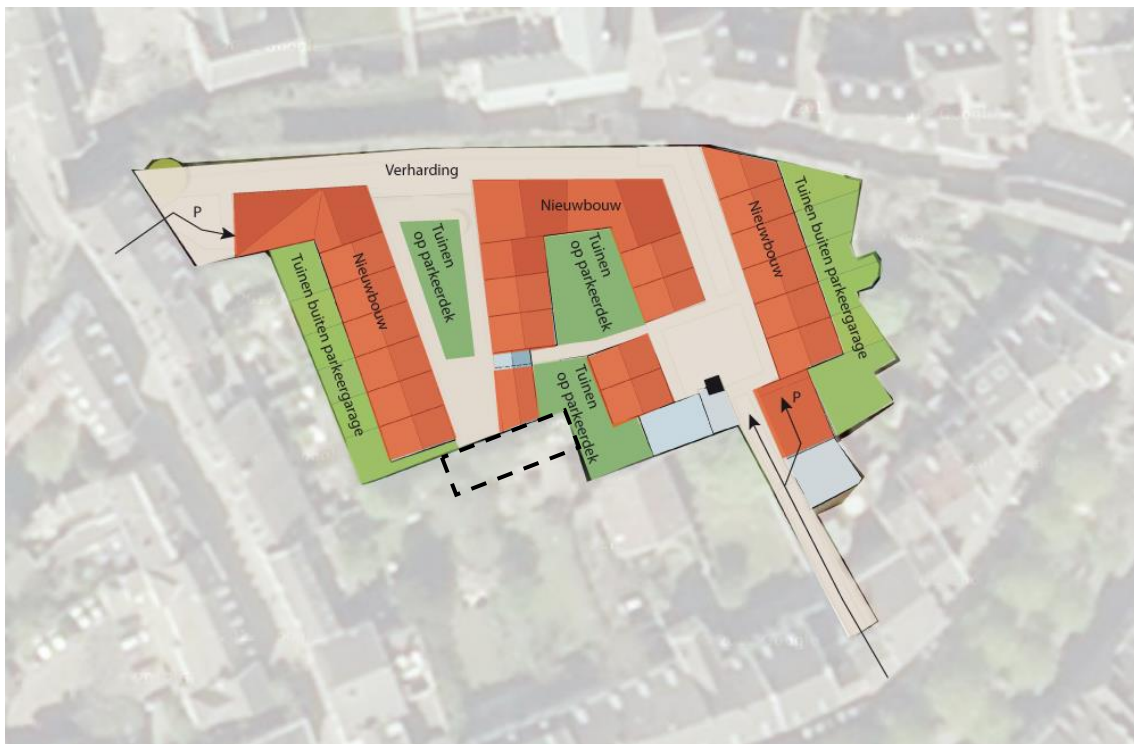 Verharding
P
Nieuwbouw
Nieuwbouw
Nieuwbouw
Tuinen
op parkeerdek
Tuinen
op parkeerdek
Tuinen
op parkeerdek
Tuinen buiten parkeergarage
Tuinen buiten parkeergarage
P